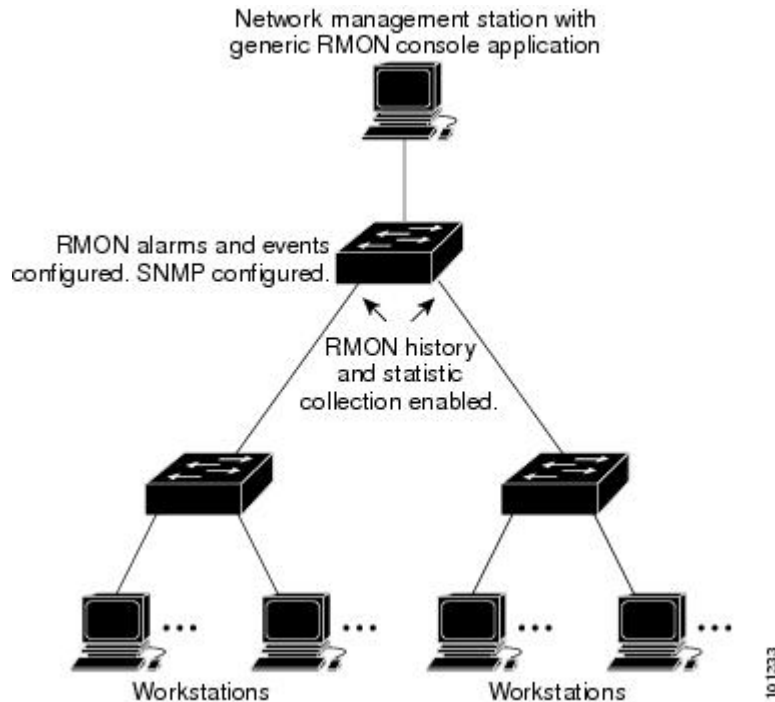 Network management station with
generic RMON console application
RMON alarms and events
configured. SNMP configured.
RMON history
and statistic
collection enabled.
Workstations
Workstations
101233